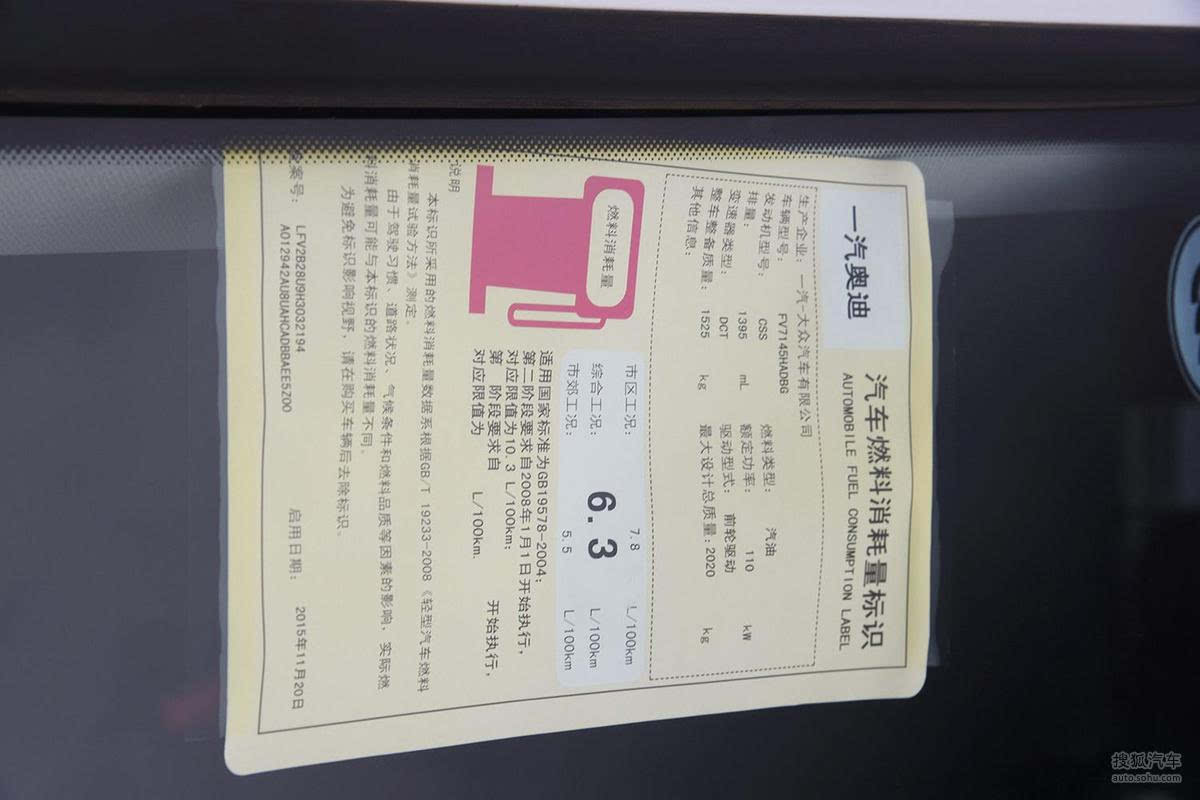 一汽奥迪
汽车燃料消耗量标识
AUTOMOBILE FUEL CONSUMPTION LABEL
生产企业：一汽-大众汽车有限公司
车辆型号： FV7145HADBG
发动机型号： CSS 燃料类型： 汽油
排量： 1395 mL 额定功率： 110 kW
变速器类型： DCT 驱动型式： 前轮驱动
整车整备质量： 1525 kg 最大设计总质量：2020 kg
其他信息：
燃料消耗量
市区工况： 7.8 L/100km
综合工况： 6.3 L/100km
市郊工况： 5.5 L/100km
适用国家标准为GB19578-2004；
第二阶段要求自2008年1月1日开始执行，
对应限值为10.3 L/100km；
第 阶段要求自 开始执行，
对应限值为 L/100km.
说明
本标识所采用的燃料消耗量数据系根据GB/T 19233-2008《轻型汽车燃料
消耗量试验方法》测定.
由于驾驶习惯、道路状况、气候条件和燃料品质等因素的影响，实际燃
料消耗量可能与本标识的燃料消耗量不同.
为避免标识影响视野，请在购买车辆后去除标识.
备案号： LFV2B28U9H3032194 启用日期： 2015年11月20日
A012942AU8UAHCADBBAEE5Z00
搜狐汽车
auto.sohu.com